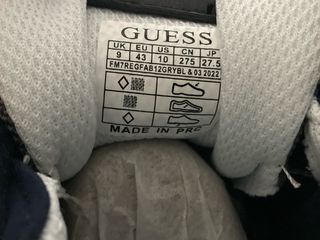 GUESS
UK EU US CN JP
9 43 10 275 27.5
FM7REGFAB12GRYBL & 03 2022
MADE IN PRC